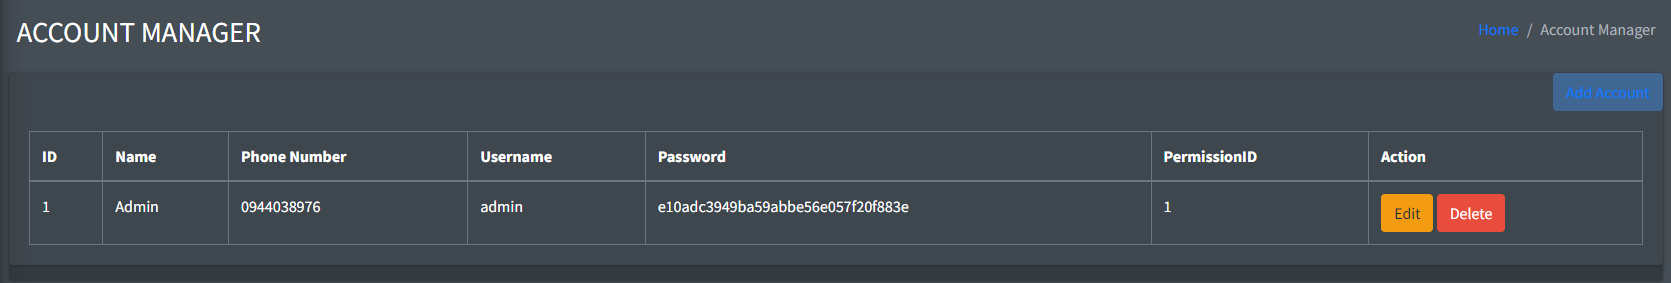 ACCOUNT MANAGER
Home / Account Manager
Add Account
ID Name Phone Number Username Password PermissionID Action
1 Admin 0944038976 admin e10adc3949ba59abbe56e057f20f883e 1 Edit Delete